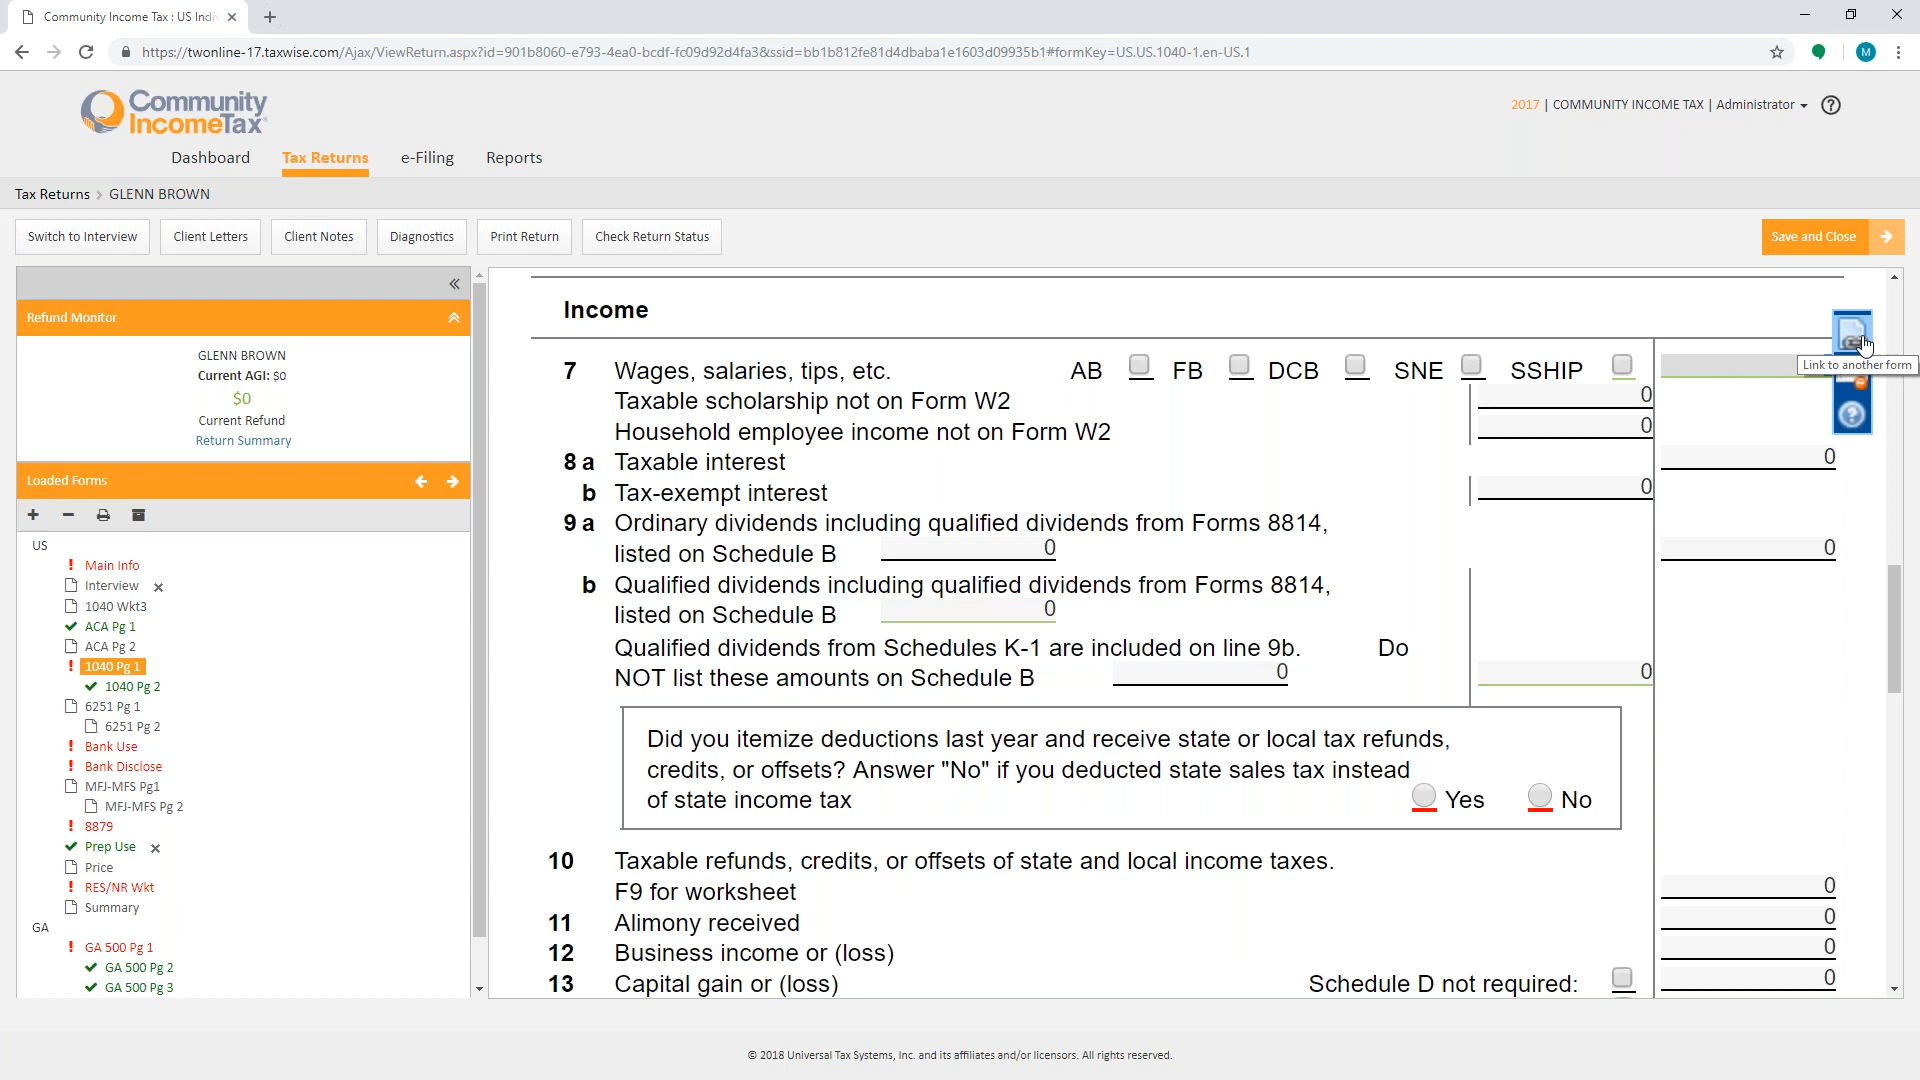 Community Income Tax : US Indiv
https://twonline-17.taxwise.com/Ajax/ViewReturn.aspx?id=901b8060-e793-4ea0-bcdf-fc09d92d4fa3&ssid=bb1b812fe81d4dbaba1e1603d09935b1#formKey=US.US.1040-1.en-US.1
M
Community
IncomeTax
2017 | COMMUNITY INCOME TAX | Administrator
Dashboard Tax Returns e-Filing Reports
Tax Returns > GLENN BROWN
Switch to Interview Client Letters Client Notes Diagnostics Print Return Check Return Status Save and Close
Refund Monitor
GLENN BROWN
Current AGI: $0
$0
Current Refund
Return Summary
Loaded Forms
US
! Main Info
Interview x
1040 Wkt3
ACA Pg 1
ACA Pg 2
! 1040 Pg 1
1040 Pg 2
6251 Pg 1
6251 Pg 2
! Bank Use
! Bank Disclose
MFJ-MFS Pg1
MFJ-MFS Pg 2
! 8879
Prep Use x
Price
! RES/NR Wkt
Summary
GA
! GA 500 Pg 1
GA 500 Pg 2
GA 500 Pg 3
Income
Link to another form
7 Wages, salaries, tips, etc. AB FB DCB SNE SSHIP
Taxable scholarship not on Form W2 0
Household employee income not on Form W2 0
8 a Taxable interest 0
b Tax-exempt interest 0
9 a Ordinary dividends including qualified dividends from Forms 8814,
listed on Schedule B 0 0
b Qualified dividends including qualified dividends from Forms 8814,
listed on Schedule B 0
Qualified dividends from Schedules K-1 are included on line 9b. Do
NOT list these amounts on Schedule B 0 0
Did you itemize deductions last year and receive state or local tax refunds,
credits, or offsets? Answer "No" if you deducted state sales tax instead
of state income tax Yes No
10 Taxable refunds, credits, or offsets of state and local income taxes.
F9 for worksheet 0
11 Alimony received 0
12 Business income or (loss) 0
13 Capital gain or (loss) Schedule D not required: 0
© 2018 Universal Tax Systems, Inc. and its affiliates and/or licensors. All rights reserved.